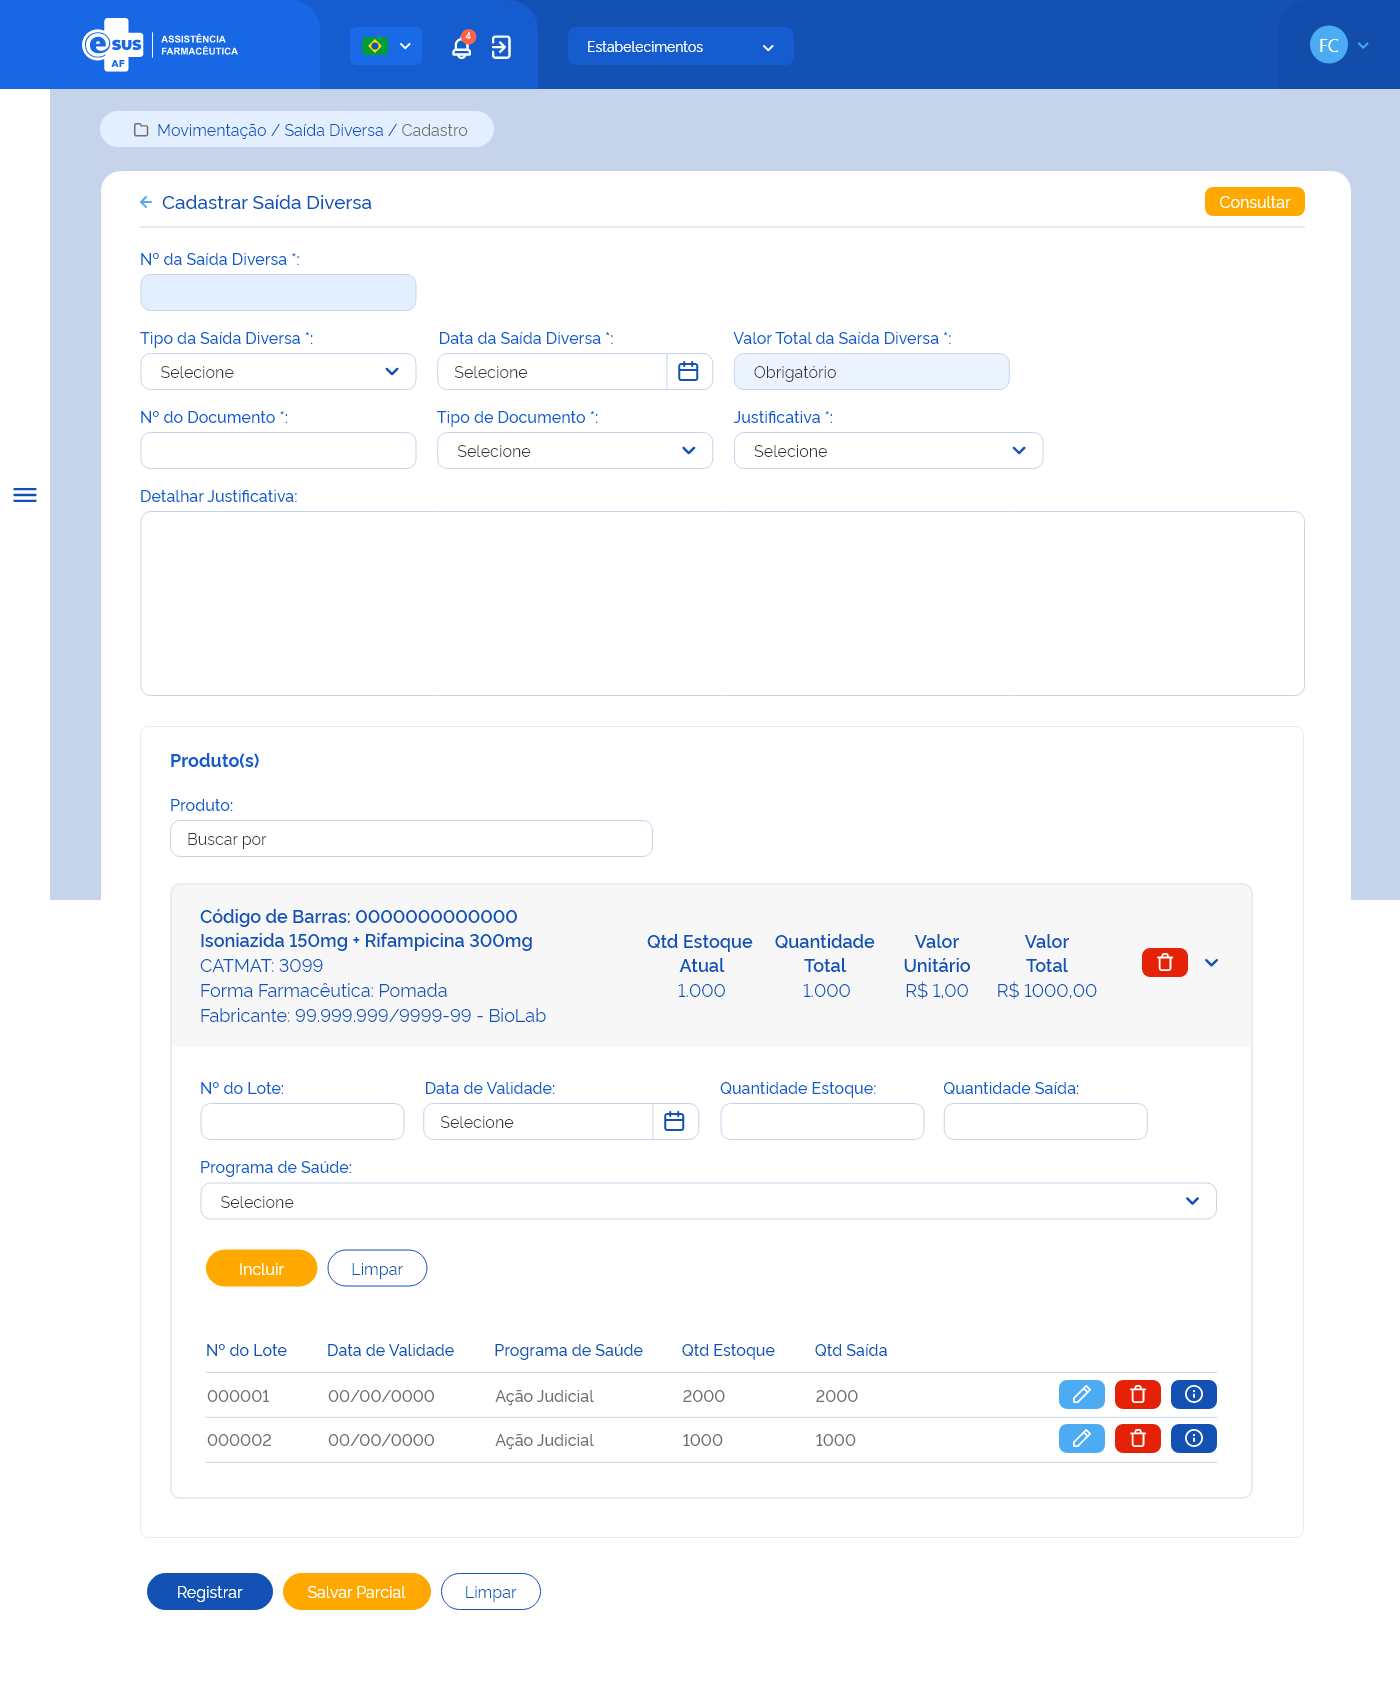 e sus AF
ASSISTÊNCIA
FARMACÊUTICA
4
Estabelecimentos
FC
Movimentação / Saída Diversa / Cadastro
Cadastrar Saída Diversa
Consultar
Nº da Saída Diversa *:
Tipo da Saída Diversa *:
Data da Saída Diversa *:
Valor Total da Saída Diversa *:
Selecione
Selecione
Obrigatório
Nº do Documento *:
Tipo de Documento *:
Justificativa *:
Selecione
Selecione
Detalhar Justificativa:
Produto(s)
Produto:
Buscar por
Código de Barras: 0000000000000
Isoniazida 150mg + Rifampicina 300mg
CATMAT: 3099
Forma Farmacêutica: Pomada
Fabricante: 99.999.999/9999-99 - BioLab
Qtd Estoque
Atual
1.000
Quantidade
Total
1.000
Valor
Unitário
R$ 1,00
Valor
Total
R$ 1000,00
Nº do Lote:
Data de Validade:
Quantidade Estoque:
Quantidade Saída:
Selecione
Programa de Saúde:
Selecione
Incluir
Limpar
Nº do Lote Data de Validade Programa de Saúde Qtd Estoque Qtd Saída
000001 00/00/0000 Ação Judicial 2000 2000
000002 00/00/0000 Ação Judicial 1000 1000
Registrar
Salvar Parcial
Limpar